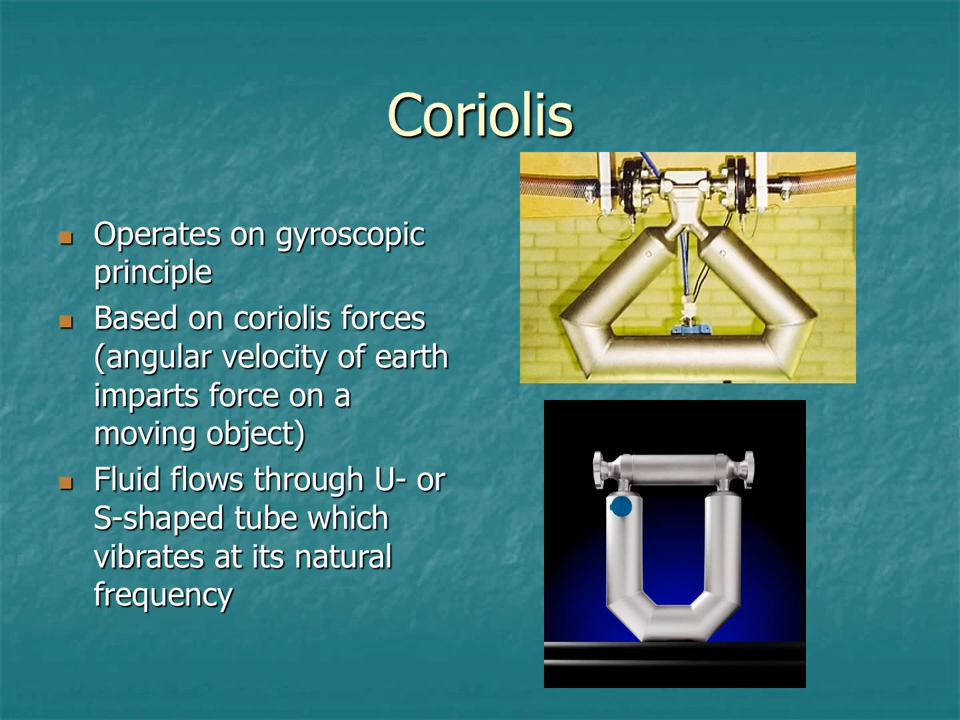 Coriolis
Operates on gyroscopic
principle
Based on coriolis forces
(angular velocity of earth
imparts force on a
moving object)
Fluid flows through U- or
S-shaped tube which
vibrates at its natural
frequency